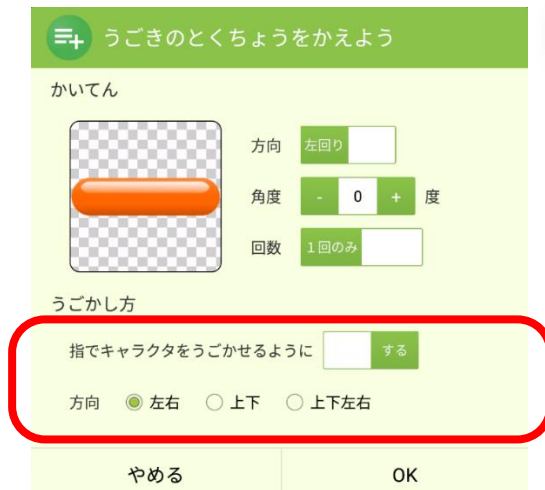 うごきのとくちょうをかえよう
かいてん
方向 左回り
角度 - 0 + 度
回数 1回のみ
うごかし方
指でキャラクタをうごかせるように する
方向 左右 上下 上下左右
やめる OK